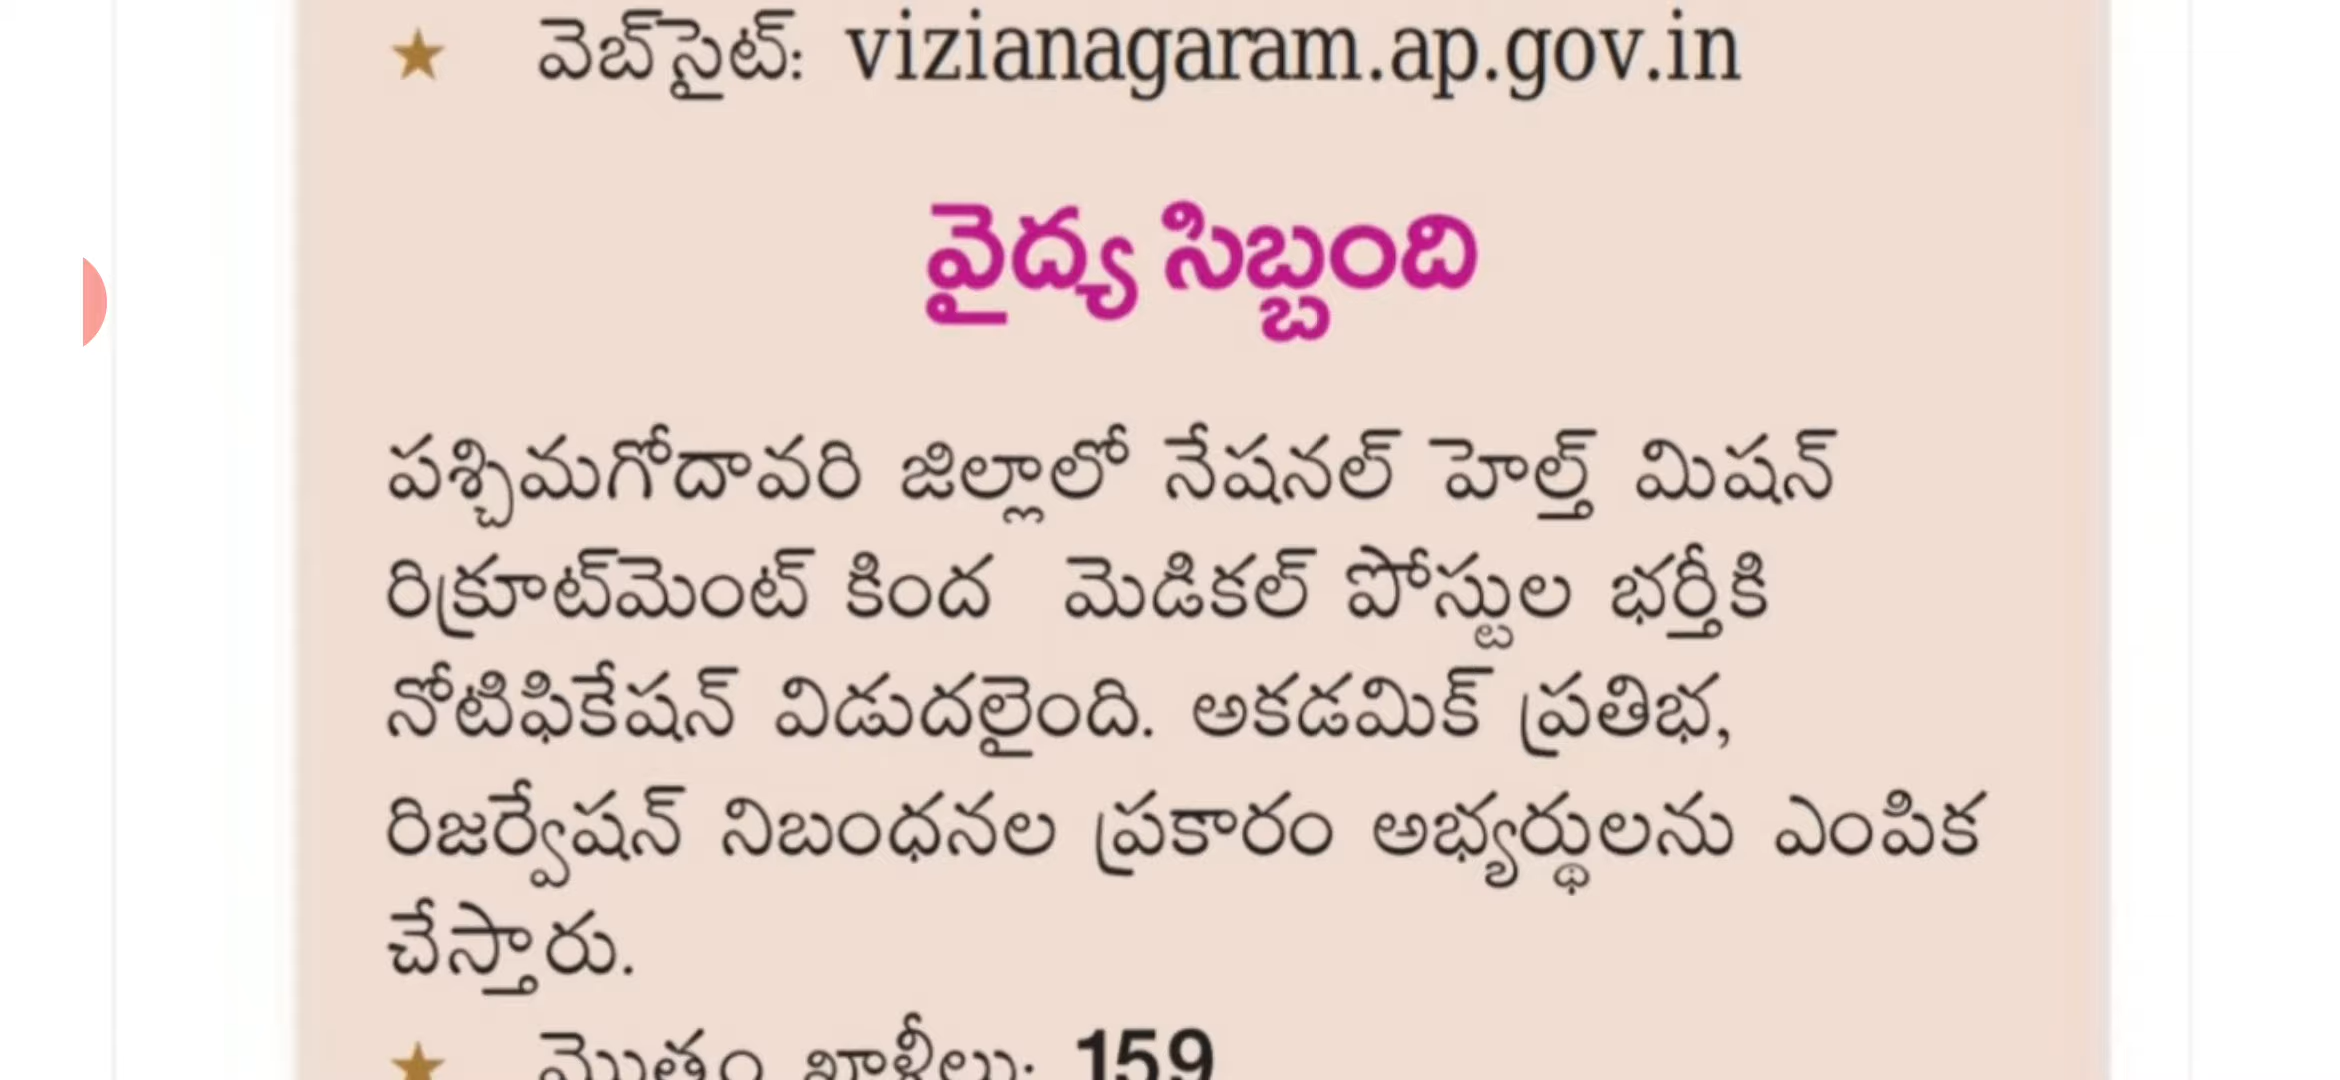 ★ వెబ్‌సైట్: vizianagaram.ap.gov.in
వైద్య సిబ్బంది
పశ్చిమగోదావరి జిల్లాలో నేషనల్ హెల్త్ మిషన్
రిక్రూట్‌మెంట్ కింద మెడికల్ పోస్టుల భర్తీకి
నోటిఫికేషన్ విడుదలైంది. అకడమిక్ ప్రతిభ,
రిజర్వేషన్ నిబంధనల ప్రకారం అభ్యర్థులను ఎంపిక
చేస్తారు.
★ మొత్తం ఖాళీలు: 159